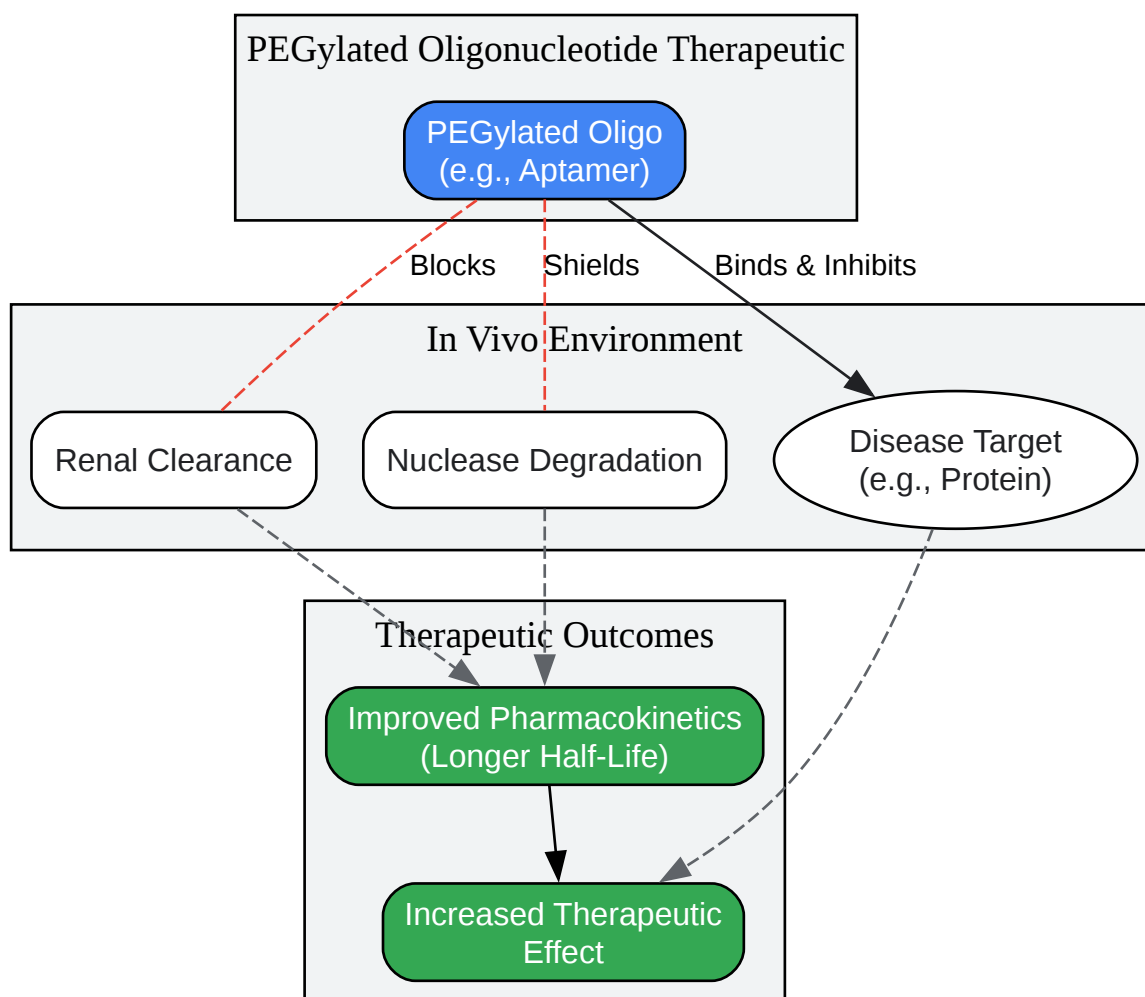 PEGylated Oligonucleotide Therapeutic
PEGylated Oligo
(e.g., Aptamer)
Blocks
Shields
Binds & Inhibits
In Vivo Environment
Renal Clearance
Nuclease Degradation
Disease Target
(e.g., Protein)
Therapeutic Outcomes
Improved Pharmacokinetics
(Longer Half-Life)
Increased Therapeutic
Effect